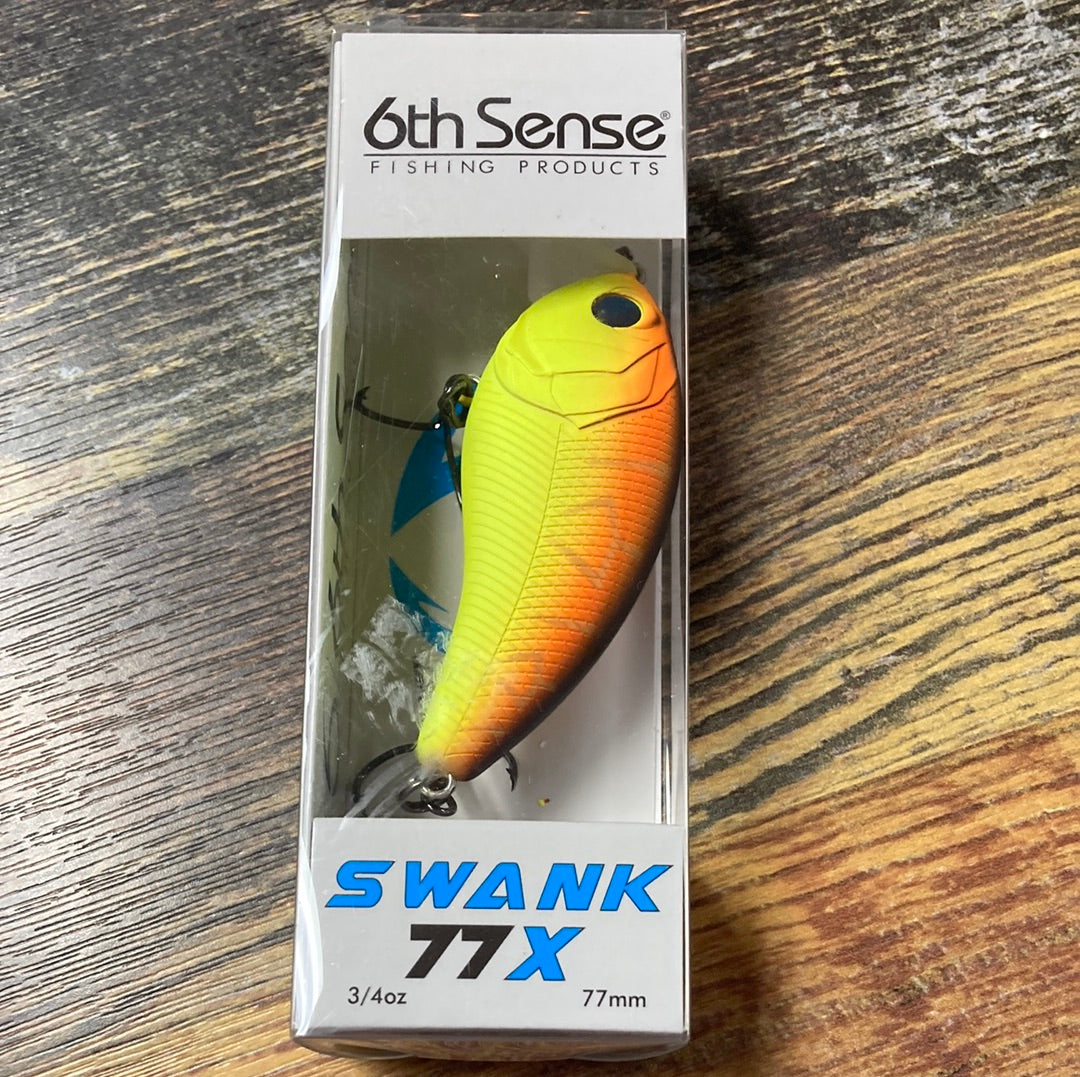 6th Sense®
FISHING PRODUCTS
SWANK
77X
3/4oz 77mm